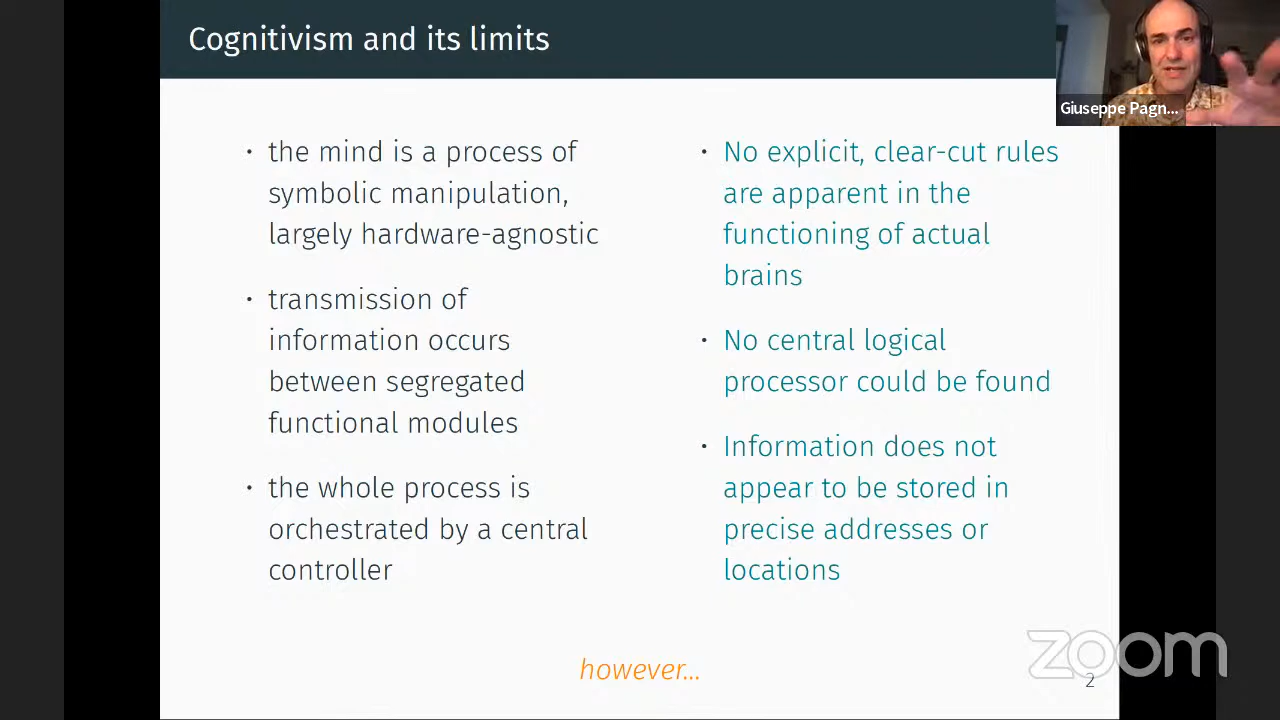 Cognitivism and its limits
Giuseppe Pagn...
· the mind is a process of
symbolic manipulation,
largely hardware-agnostic
· transmission of
information occurs
between segregated
functional modules
· the whole process is
orchestrated by a central
controller
· No explicit, clear-cut rules
are apparent in the
functioning of actual
brains
· No central logical
processor could be found
· Information does not
appear to be stored in
precise addresses or
locations
however...
zoom
2